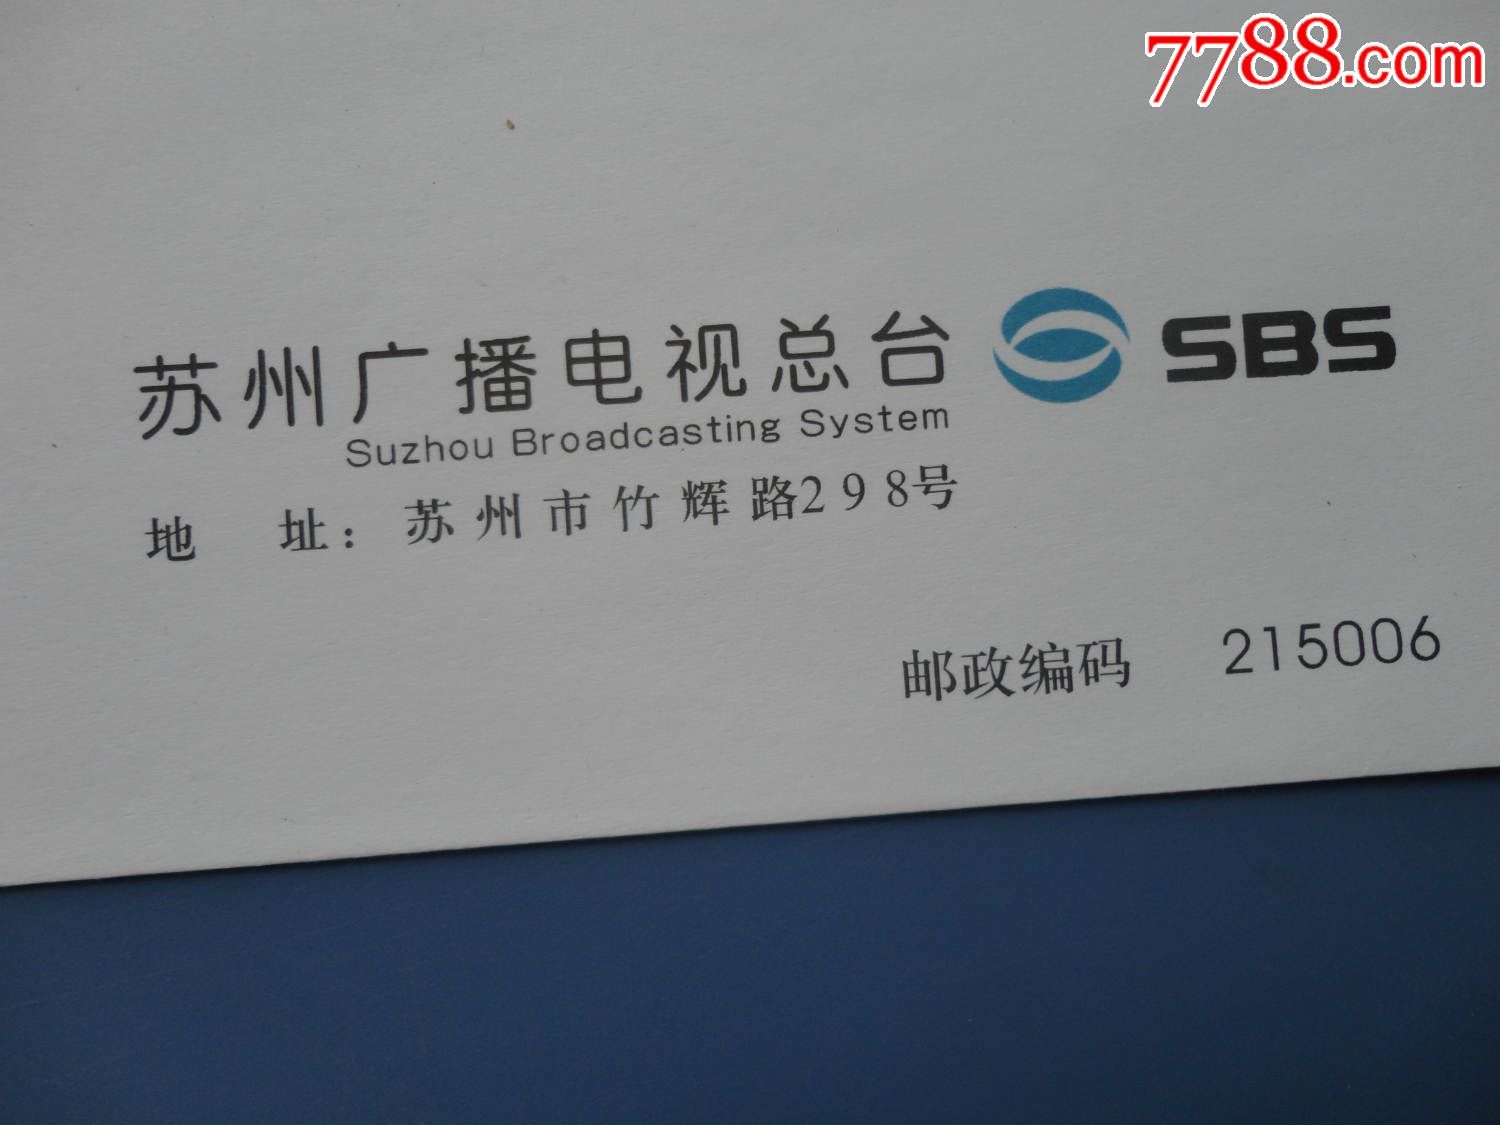 7788.com
苏州广播电视总台 SBS
Suzhou Broadcasting System
地 址：苏州市竹辉路298号
邮政编码 215006